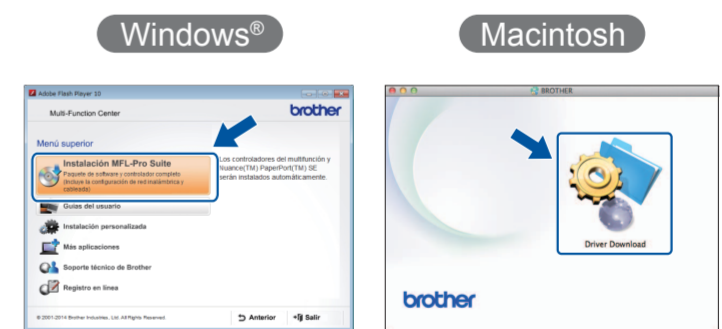 Windows®
Macintosh
Adobe Flash Player 10
Multi-Function Center
brother
Menú superior
Instalación MFL-Pro Suite
Paquete de software y controlador completo
(Incluye la configuración de red inalámbrica y
cableada)
Los controladores del multifunción y
Nuance(TM) PaperPort(TM) SE
serán instalados automáticamente.
Guías del usuario
Instalación personalizada
Más aplicaciones
Soporte técnico de Brother
Registro en línea
© 2001-2014 Brother Industries, Ltd. All Rights Reserved.
Anterior
Salir
BROTHER
Driver Download
brother